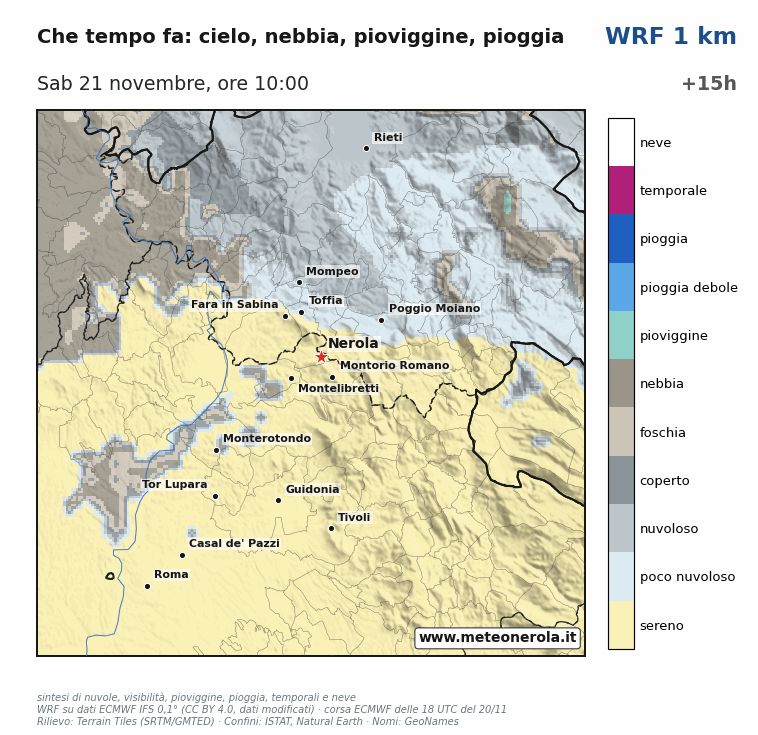 Che tempo fa: cielo, nebbia, pioviggine, pioggia
WRF 1 km
Sab 21 novembre, ore 10:00
+15h
Rieti
Mompeo
Toffia
Fara in Sabina
Poggio Moiano
Nerola
Montorio Romano
Montelibretti
Monterotondo
Tor Lupara
Guidonia
Tivoli
Casal de' Pazzi
Roma
www.meteonerola.it
neve
temporale
pioggia
pioggia debole
pioviggine
nebbia
foschia
coperto
nuvoloso
poco nuvoloso
sereno
sintesi di nuvole, visibilità, pioviggine, pioggia, temporali e neve
WRF su dati ECMWF IFS 0,1° (CC BY 4.0, dati modificati) · corsa ECMWF delle 18 UTC del 20/11
Rilievo: Terrain Tiles (SRTM/GMTED) · Confini: ISTAT, Natural Earth · Nomi: GeoNames